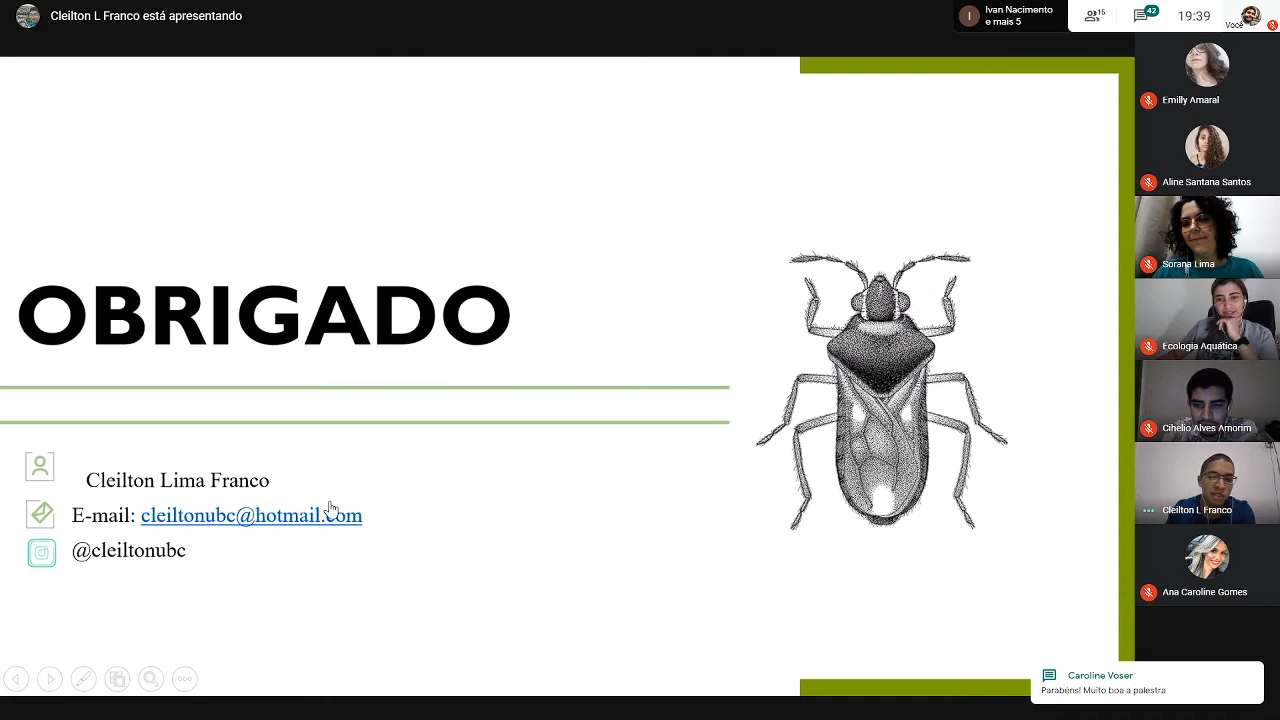 Cleilton L Franco está apresentando
Ivan Nacimento
e mais 5
15
42
19:39
Você
Emilly Amaral
Aline Santana Santos
Sorana Lima
Ecologia Aquática
Cihelio Alves Amorim
Cleilton L Franco
Ana Caroline Gomes
OBRIGADO
Cleilton Lima Franco
E-mail: cleiltonubc@hotmail.com
@cleiltonubc
Caroline Voser
Parabéns! Muito boa a palestra